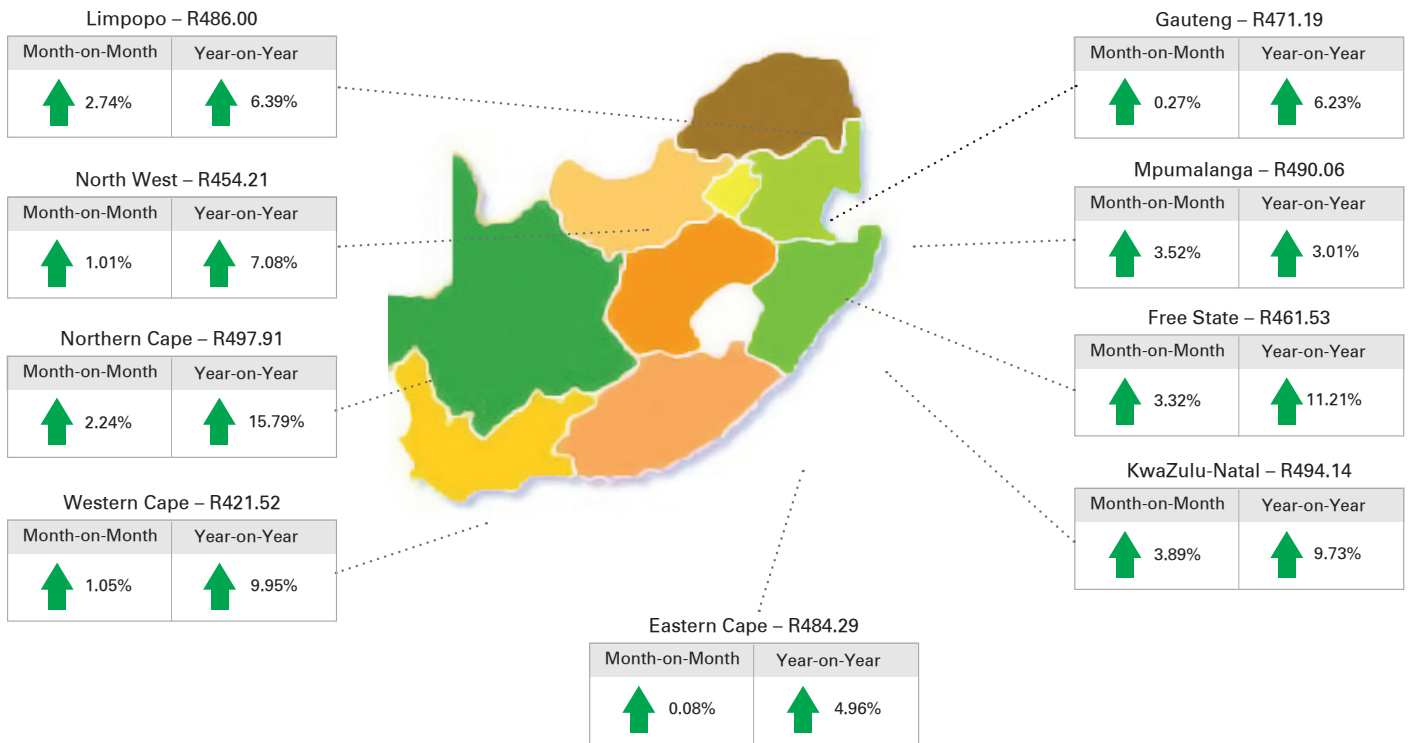 Limpopo – R486.00
Month-on-Month Year-on-Year
2.74% 6.39%
North West – R454.21
Month-on-Month Year-on-Year
1.01% 7.08%
Northern Cape – R497.91
Month-on-Month Year-on-Year
2.24% 15.79%
Western Cape – R421.52
Month-on-Month Year-on-Year
1.05% 9.95%
Gauteng – R471.19
Month-on-Month Year-on-Year
0.27% 6.23%
Mpumalanga – R490.06
Month-on-Month Year-on-Year
3.52% 3.01%
Free State – R461.53
Month-on-Month Year-on-Year
3.32% 11.21%
KwaZulu-Natal – R494.14
Month-on-Month Year-on-Year
3.89% 9.73%
Eastern Cape – R484.29
Month-on-Month Year-on-Year
0.08% 4.96%